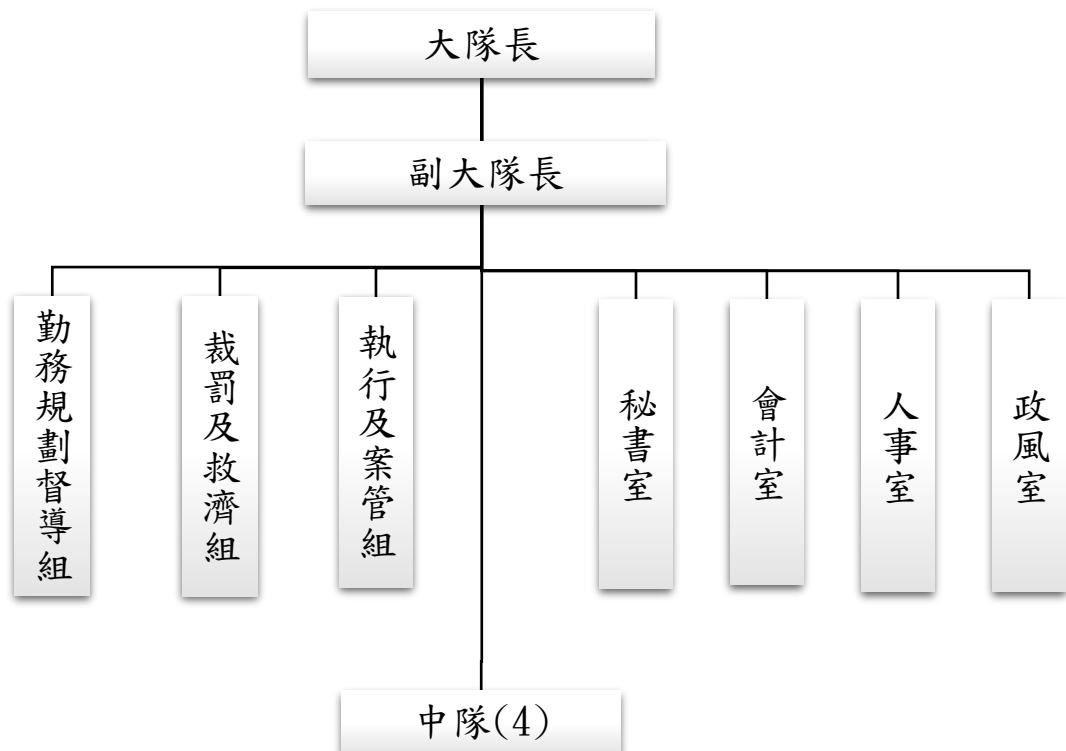 大隊長
副大隊長
勤務規劃督導組
裁罰及救濟組
執行及案管組
秘書室
會計室
人事室
政風室
中隊(4)